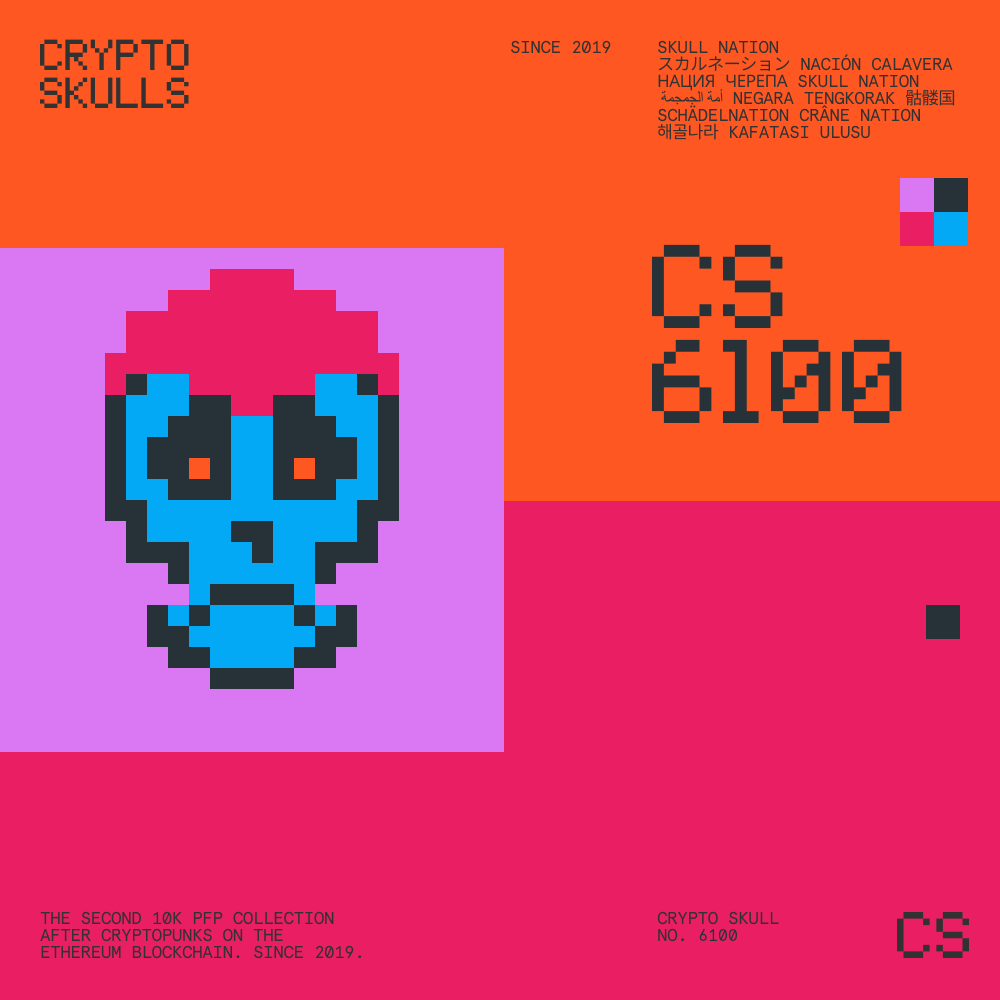 CRYPTO
SKULLS
SINCE 2019
SKULL NATION
スカルネーション NACIÓN CALAVERA
НАЦИЯ ЧЕРЕПА SKULL NATION
أمة الجمجمة NEGARA TENGKORAK 骷髅国
SCHÄDELNATION CRÂNE NATION
해골나라 KAFATASI ULUSU
CS
6100
THE SECOND 10K PFP COLLECTION
AFTER CRYPTOPUNKS ON THE
ETHEREUM BLOCKCHAIN. SINCE 2019.
CRYPTO SKULL
NO. 6100
CS